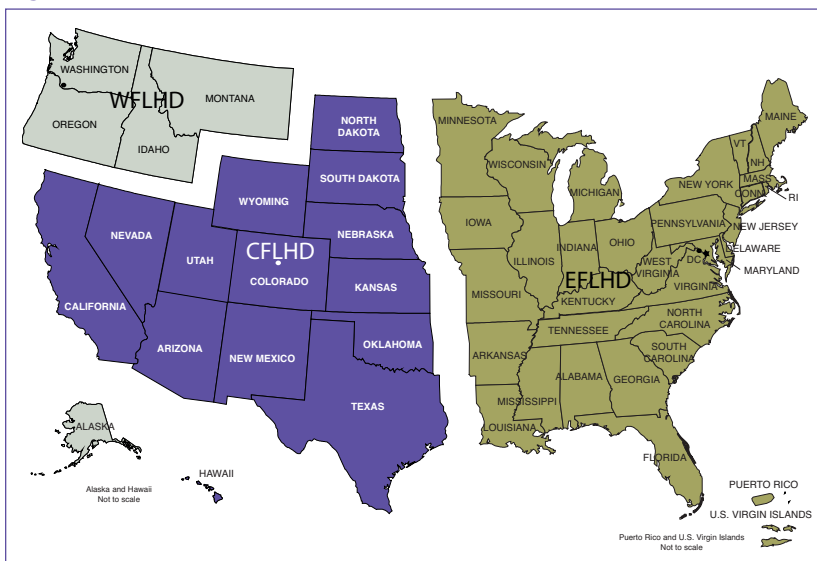 WASHINGTON
WFLHD
MONTANA
OREGON
IDAHO
NORTH
DAKOTA
SOUTH DAKOTA
WYOMING
NEBRASKA
NEVADA
UTAH
CFLHD
COLORADO
KANSAS
CALIFORNIA
ARIZONA
NEW MEXICO
OKLAHOMA
TEXAS
ALASKA
HAWAII
Alaska and Hawaii
Not to scale
MINNESOTA
WISCONSIN
MICHIGAN
IOWA
ILLINOIS
INDIANA
OHIO
MISSOURI
EFLHD
KENTUCKY
WEST
VIRGINIA
VIRGINIA
DC
MAINE
VT
NH
MASS
CONN
RI
NEW YORK
PENNSYLVANIA
NEW JERSEY
DELAWARE
MARYLAND
TENNESSEE
NORTH
CAROLINA
SOUTH
CAROLINA
ARKANSAS
MISSISSIPPI
ALABAMA
GEORGIA
LOUISIANA
FLORIDA
PUERTO RICO
U.S. VIRGIN ISLANDS
Puerto Rico and U.S. Virgin Islands
Not to scale